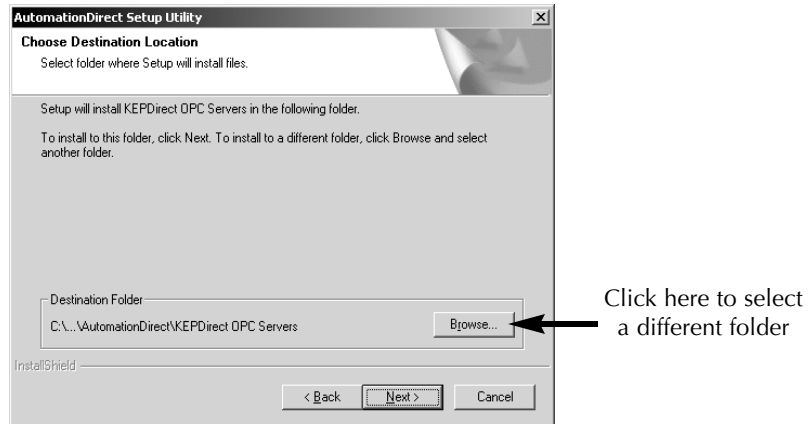 AutomationDirect Setup Utility
Choose Destination Location
Select folder where Setup will install files.
Setup will install KEPDirect OPC Servers in the following folder.
To install to this folder, click Next. To install to a different folder, click Browse and select
another folder.
Destination Folder
C:\...\AutomationDirect\KEPDirect OPC Servers
Browse...
Click here to select
a different folder
InstallShield
< Back
Next >
Cancel